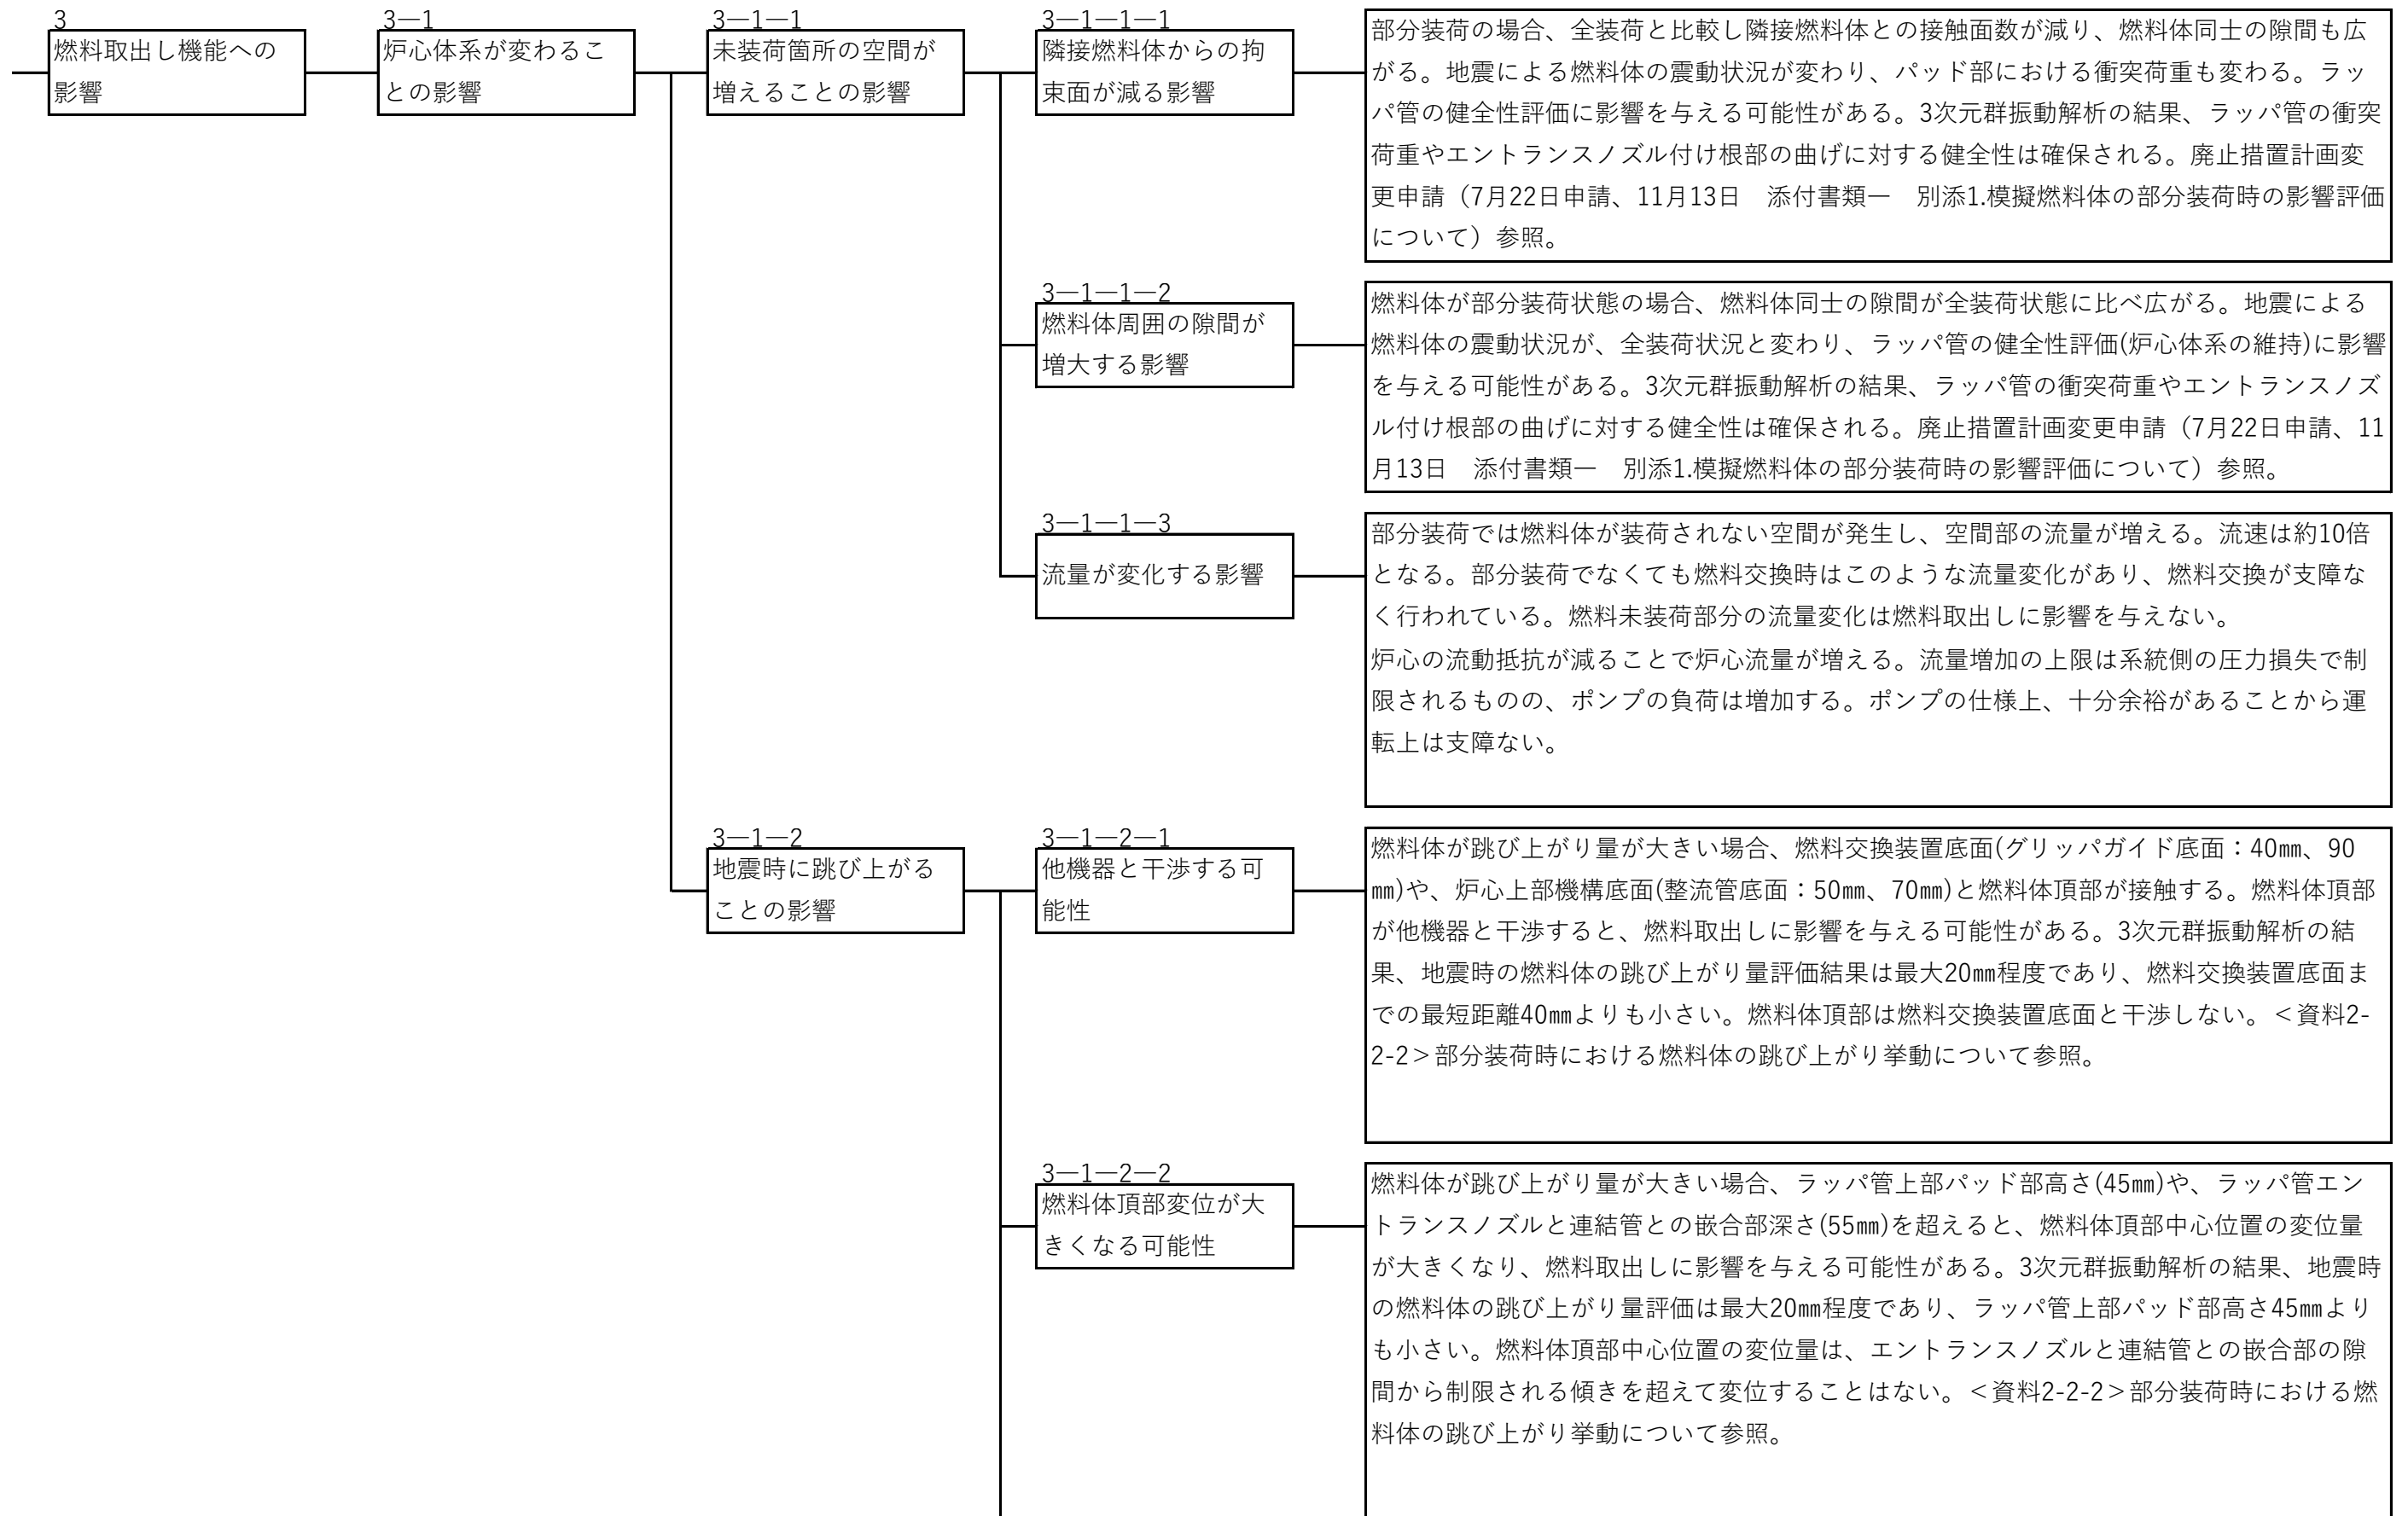 3
燃料取出し機能への
影響
3―1
炉心体系が変わるこ
との影響
3―1―1
未装荷箇所の空間が
増えることの影響
3―1―1―1
隣接燃料体からの拘
束面が減る影響
部分装荷の場合、全装荷と比較し隣接燃料体との接触面数が減り、燃料体同士の隙間も広
がる。地震による燃料体の震動状況が変わり、パッド部における衝突荷重も変わる。ラッ
パ管の健全性評価に影響を与える可能性がある。3次元群振動解析の結果、ラッパ管の衝突
荷重やエントランスノズル付け根部の曲げに対する健全性は確保される。廃止措置計画変
更申請（7月22日申請、11月13日　添付書類一　別添1.模擬燃料体の部分装荷時の影響評価
について）参照。
3―1―1―2
燃料体周囲の隙間が
増大する影響
燃料体が部分装荷状態の場合、燃料体同士の隙間が全装荷状態に比べ広がる。地震による
燃料体の震動状況が、全装荷状況と変わり、ラッパ管の健全性評価(炉心体系の維持)に影響
を与える可能性がある。3次元群振動解析の結果、ラッパ管の衝突荷重やエントランスノズ
ル付け根部の曲げに対する健全性は確保される。廃止措置計画変更申請（7月22日申請、11
月13日　添付書類一　別添1.模擬燃料体の部分装荷時の影響評価について）参照。
3―1―1―3
流量が変化する影響
部分装荷では燃料体が装荷されない空間が発生し、空間部の流量が増える。流速は約10倍
となる。部分装荷でなくても燃料交換時はこのような流量変化があり、燃料交換が支障な
く行われている。燃料未装荷部分の流量変化は燃料取出しに影響を与えない。
炉心の流動抵抗が減ることで炉心流量が増える。流量増加の上限は系統側の圧力損失で制
限されるものの、ポンプの負荷は増加する。ポンプの仕様上、十分余裕があることから運
転上は支障ない。
3―1―2
地震時に跳び上がる
ことの影響
3―1―2―1
他機器と干渉する可
能性
燃料体が跳び上がり量が大きい場合、燃料交換装置底面(グリッパガイド底面：40㎜、90
㎜)や、炉心上部機構底面(整流管底面：50㎜、70㎜)と燃料体頂部が接触する。燃料体頂部
が他機器と干渉すると、燃料取出しに影響を与える可能性がある。3次元群振動解析の結
果、地震時の燃料体の跳び上がり量評価結果は最大20㎜程度であり、燃料交換装置底面ま
での最短距離40㎜よりも小さい。燃料体頂部は燃料交換装置底面と干渉しない。＜資料2-
2-2＞部分装荷時における燃料体の跳び上がり挙動について参照。
3―1―2―2
燃料体頂部変位が大
きくなる可能性
燃料体が跳び上がり量が大きい場合、ラッパ管上部パッド部高さ(45㎜)や、ラッパ管エン
トランスノズルと連結管との嵌合部深さ(55㎜)を超えると、燃料体頂部中心位置の変位量
が大きくなり、燃料取出しに影響を与える可能性がある。3次元群振動解析の結果、地震時
の燃料体の跳び上がり量評価は最大20㎜程度であり、ラッパ管上部パッド部高さ45㎜より
も小さい。燃料体頂部中心位置の変位量は、エントランスノズルと連結管との嵌合部の隙
間から制限される傾きを超えて変位することはない。＜資料2-2-2＞部分装荷時における燃
料体の跳び上がり挙動について参照。